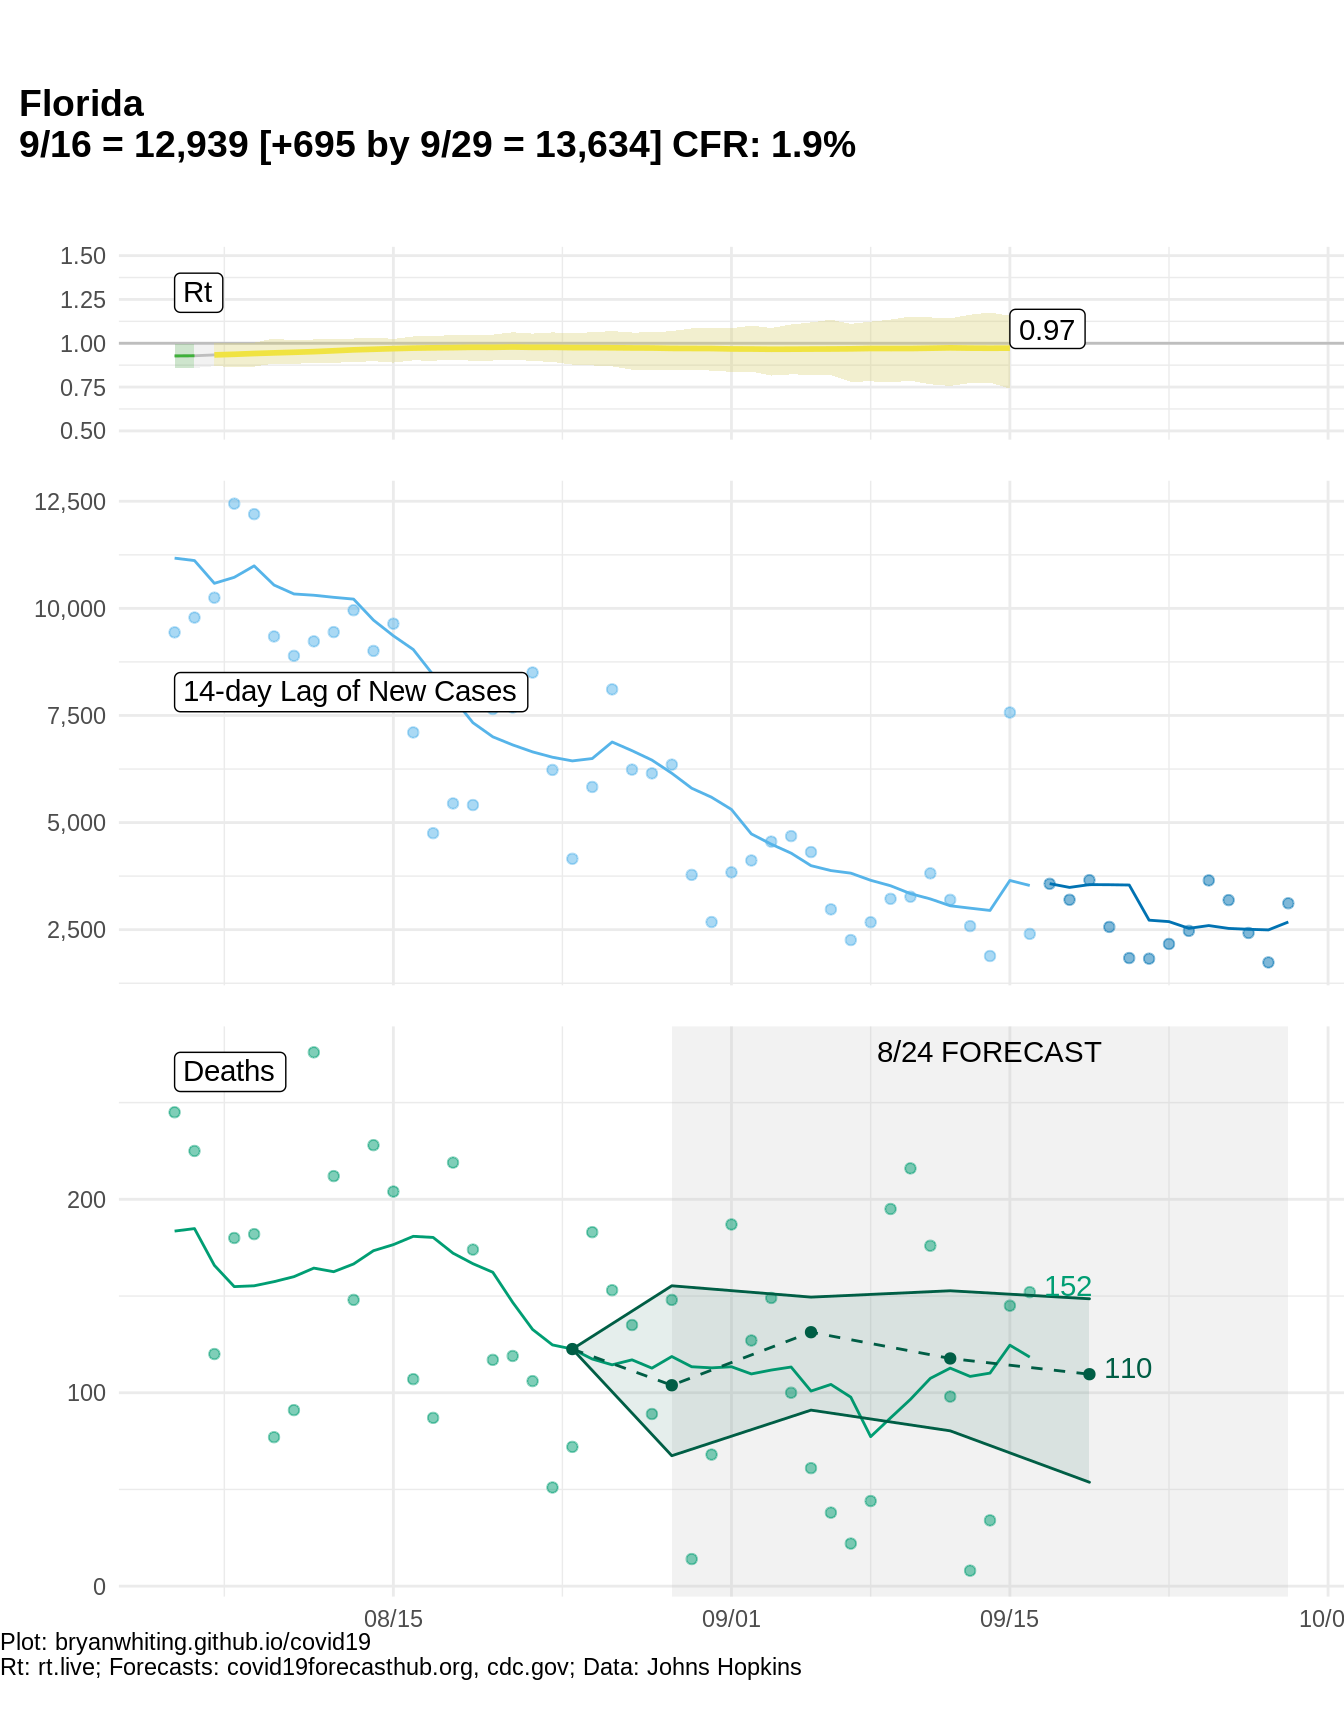 Florida
9/16 = 12,939 [+695 by 9/29 = 13,634] CFR: 1.9%
1.50
1.25
1.00
0.75
0.50
Rt
0.97
12,500
10,000
7,500
5,000
2,500
14-day Lag of New Cases
Deaths
8/24 FORECAST
200
100
0
152
110
08/15
09/01
09/15
10/0
Plot: bryanwhiting.github.io/covid19
Rt: rt.live; Forecasts: covid19forecasthub.org, cdc.gov; Data: Johns Hopkins